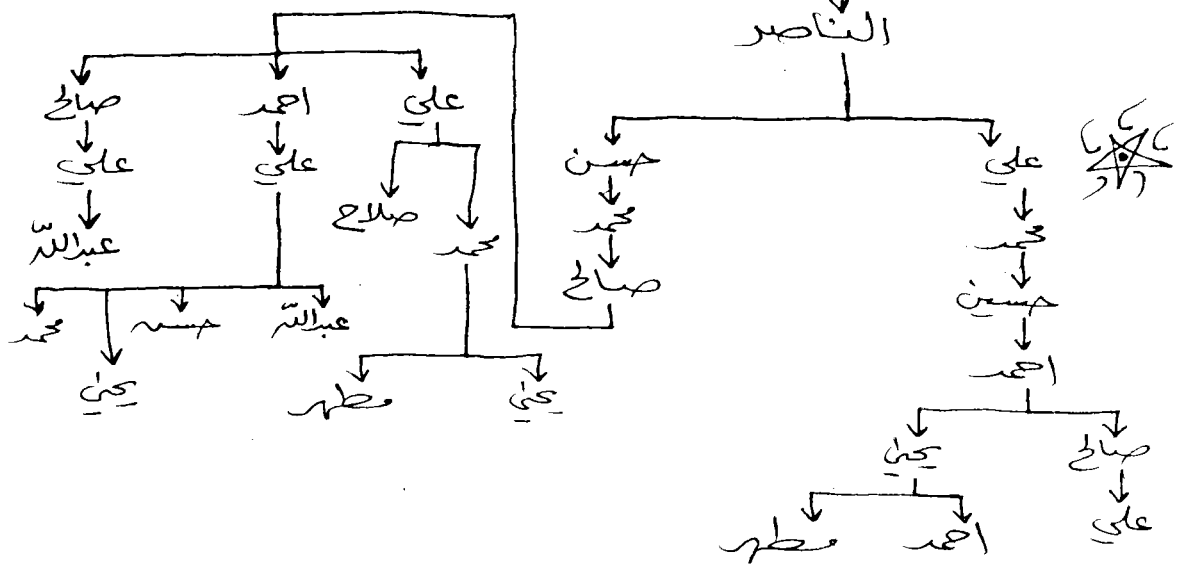 الناصر
علي احمد صالح
حسن علي
علي علي
صلاح
محمد محمد
محمد عبدالله
صالح
حسين
عبدالله حسن محمد
احمد
يحيى مطهر يحيى
صالح يحيى
علي احمد مطهر